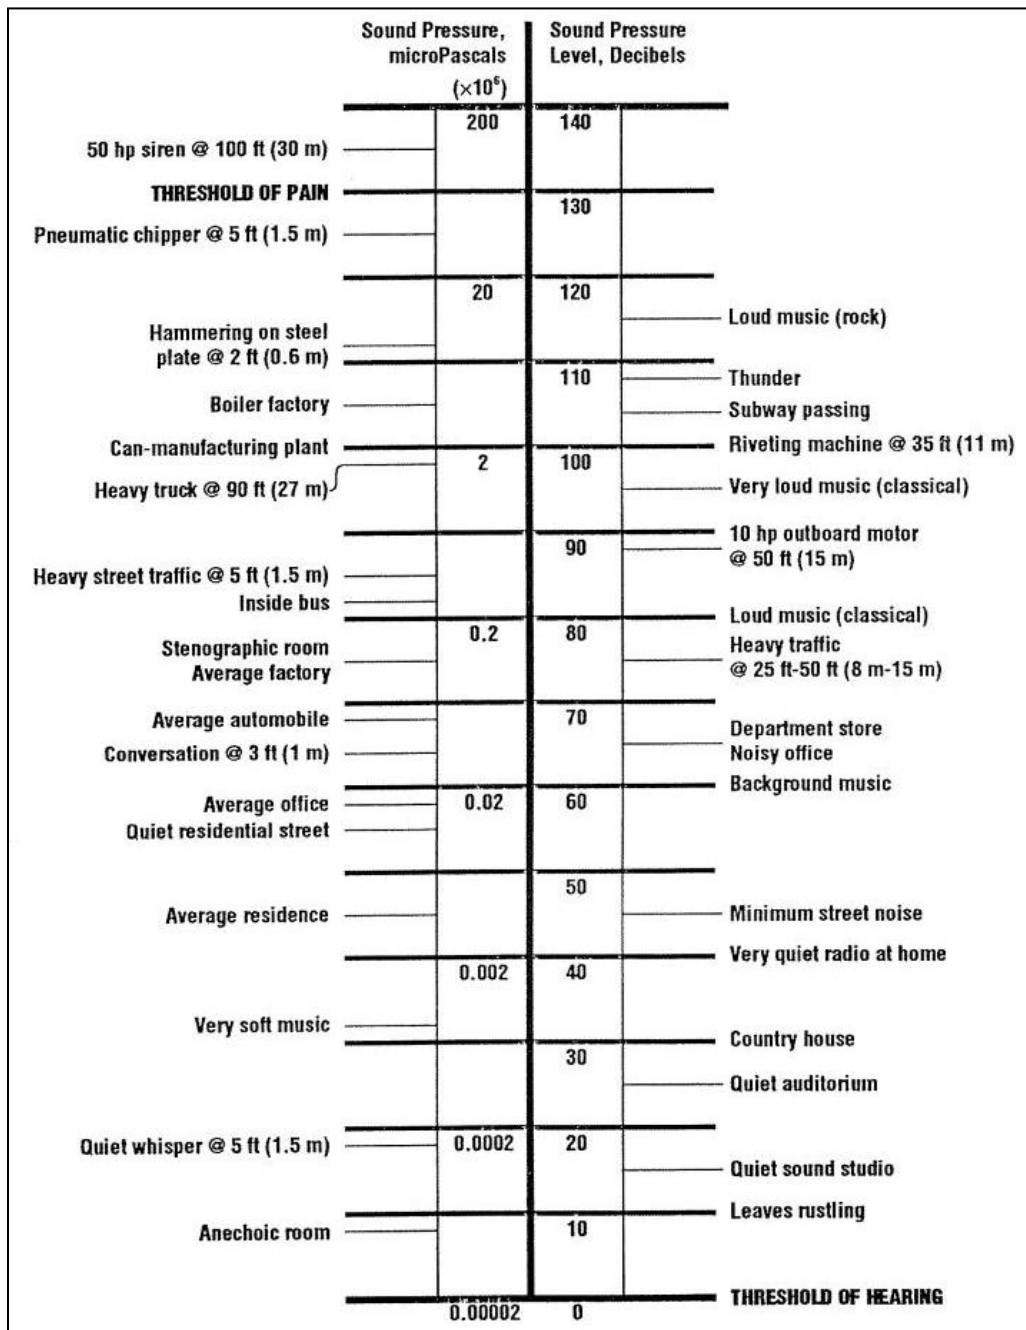 Sound Pressure,
microPascals
(×10⁶)
Sound Pressure
Level, Decibels
200 140
50 hp siren @ 100 ft (30 m)
THRESHOLD OF PAIN
130
Pneumatic chipper @ 5 ft (1.5 m)
20 120
Loud music (rock)
Hammering on steel
plate @ 2 ft (0.6 m)
110
Thunder
Boiler factory
Subway passing
Can-manufacturing plant
Riveting machine @ 35 ft (11 m)
2 100
Heavy truck @ 90 ft (27 m)
Very loud music (classical)
10 hp outboard motor
@ 50 ft (15 m)
90
Heavy street traffic @ 5 ft (1.5 m)
Inside bus
Loud music (classical)
0.2 80
Stenographic room
Average factory
Heavy traffic
@ 25 ft-50 ft (8 m-15 m)
70
Average automobile
Department store
Noisy office
Conversation @ 3 ft (1 m)
Background music
0.02 60
Average office
Quiet residential street
50
Average residence
Minimum street noise
Very quiet radio at home
0.002 40
Very soft music
Country house
30
Quiet auditorium
Quiet whisper @ 5 ft (1.5 m)
0.0002 20
Quiet sound studio
Leaves rustling
10
Anechoic room
THRESHOLD OF HEARING
0.00002 0